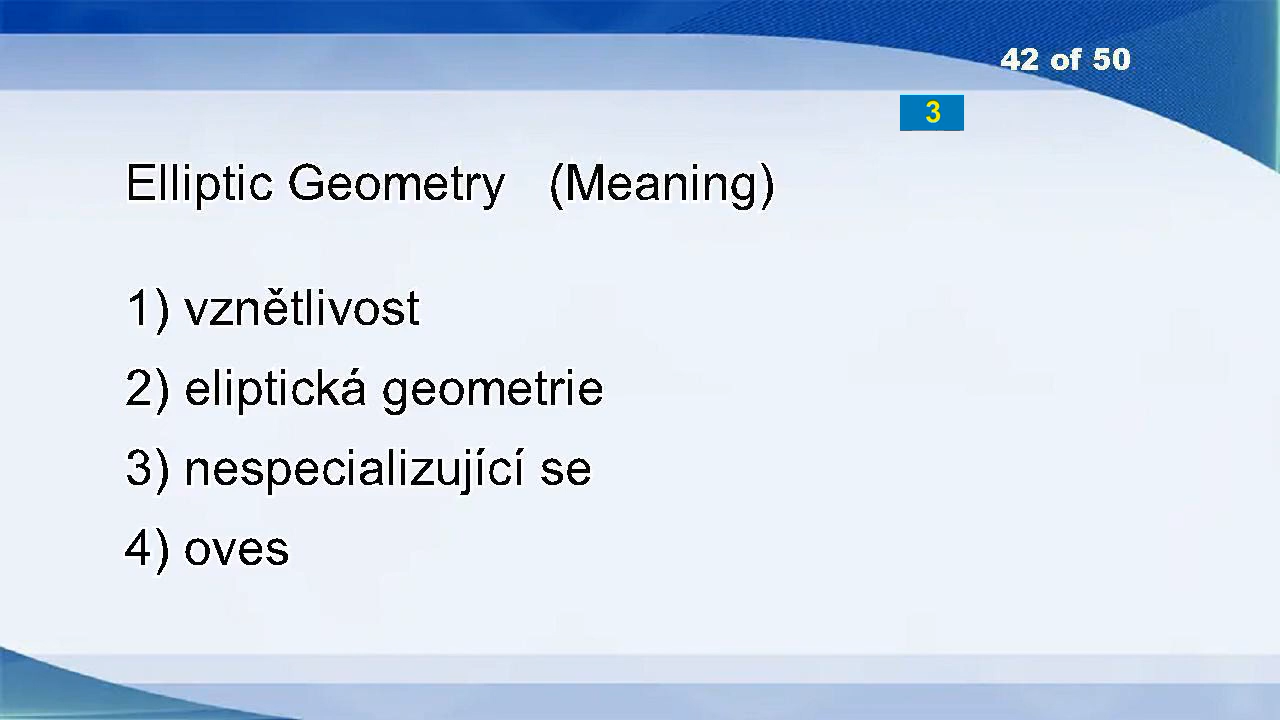 42 of 50
3
Elliptic Geometry (Meaning)
1) vznětlivost
2) eliptická geometrie
3) nespecializující se
4) oves